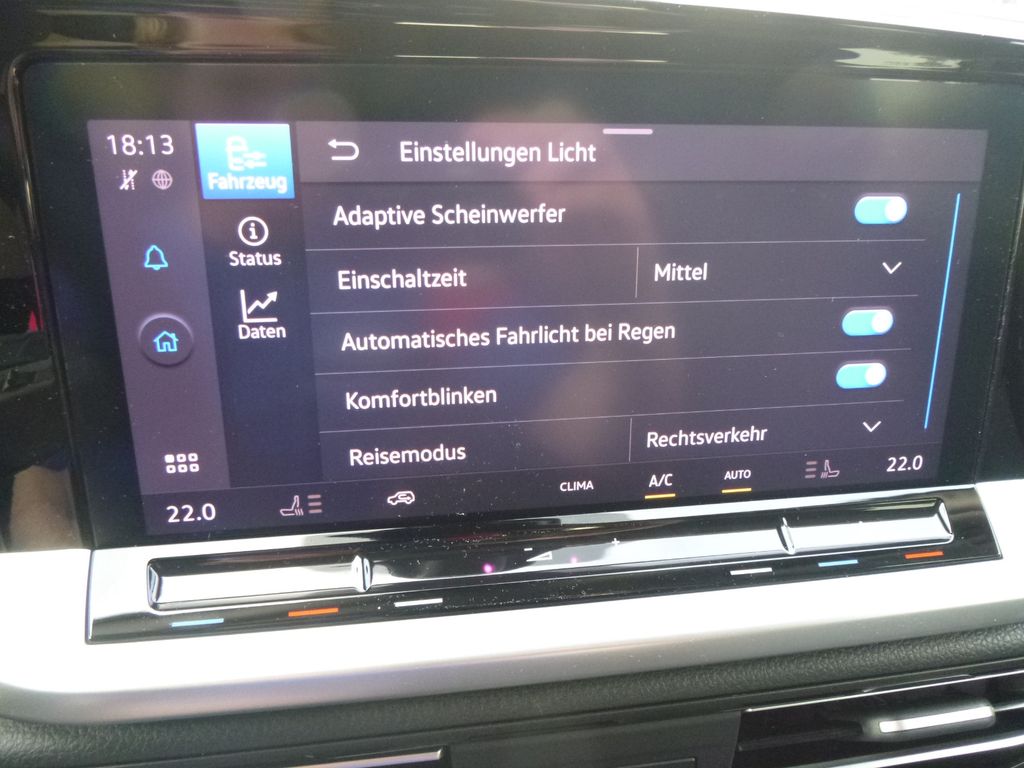 18:13
Fahrzeug
Status
Daten
Einstellungen Licht
Adaptive Scheinwerfer
Einschaltzeit Mittel
Automatisches Fahrlicht bei Regen
Komfortblinken
Reisemodus Rechtsverkehr
22.0 CLIMA A/C AUTO 22.0
- +